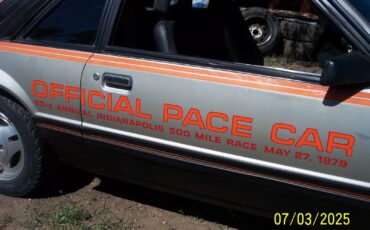 OFFICIAL PACE CAR
63rd ANNUAL INDIANAPOLIS 500 MILE RACE MAY 27, 1979
07/03/2025